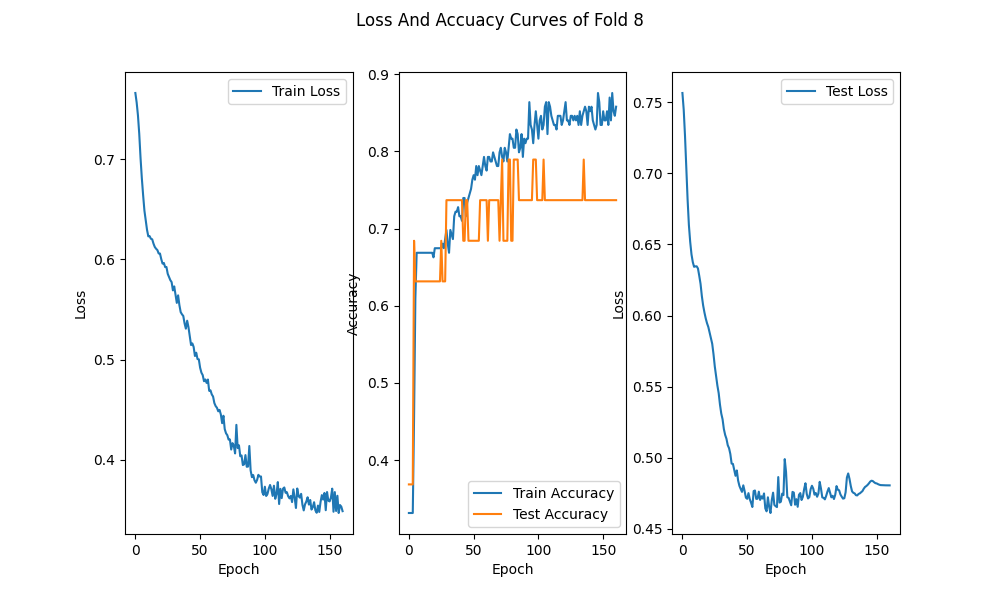 Loss And Accuacy Curves of Fold 8
Train Loss
0.7
0.6
0.5
0.4
Loss
0 50 100 150
Epoch
0.9
0.8
0.7
0.6
0.5
0.4
Accuracy
Train Accuracy
Test Accuracy
0 50 100 150
Epoch
Test Loss
0.75
0.70
0.65
0.60
0.55
0.50
0.45
Loss
0 50 100 150
Epoch